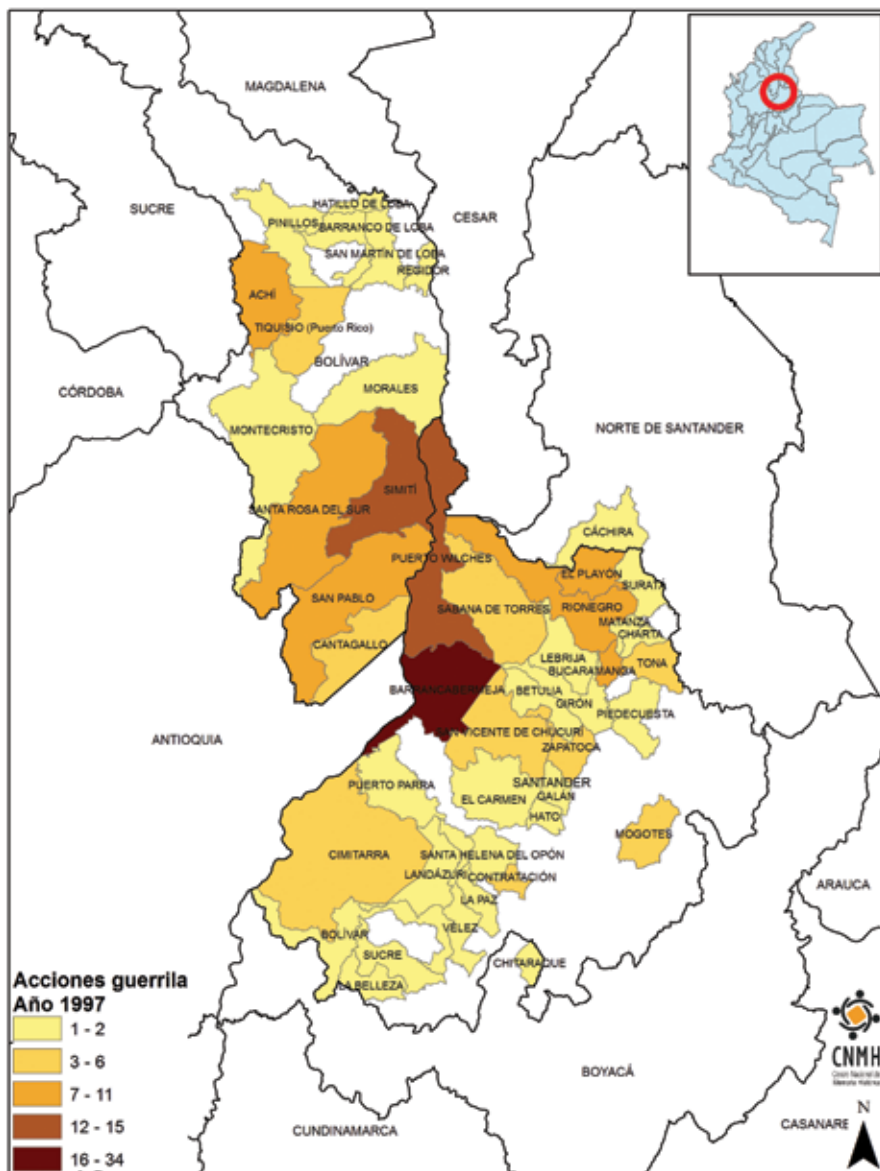 MAGDALENA
SUCRE
CESAR
HATILLO DE LOBA
PINILLOS
BARRANCO DE LOBA
SAN MARTÍN DE LOBA
REGIDOR
ACHÍ
TIQUISIO (Puerto Rico)
BOLÍVAR
CÓRDOBA
MORALES
MONTECRISTO
NORTE DE SANTANDER
SIMITÍ
SANTA ROSA DEL SUR
CÁCHIRA
PUERTO WILCHES
EL PLAYÓN
SURATÁ
SAN PABLO
SABANA DE TORRES
RIONEGRO
MATANZA
CHARTA
CANTAGALLO
LEBRIJA
TONA
BUCARAMANGA
BARRANCABERMEJA
BETULIA
GIRÓN
PIEDECUESTA
ANTIOQUIA
SAN VICENTE DE CHUCURÍ
ZAPATOCA
PUERTO PARRA
SANTANDER
EL CARMEN
GALÁN
HATO
MOGOTES
CIMITARRA
SANTA HELENA DEL OPÓN
LANDÁZURI
CONTRATACIÓN
ARAUCA
LA PAZ
VÉLEZ
BOLÍVAR
SUCRE
CHITARAQUE
LA BELLEZA
Acciones guerrila
Año 1997
1 - 2
3 - 6
7 - 11
12 - 15
16 - 34
CNMH
Centro Nacional de
Memoria Histórica
BOYACÁ
N
CUNDINAMARCA
CASANARE